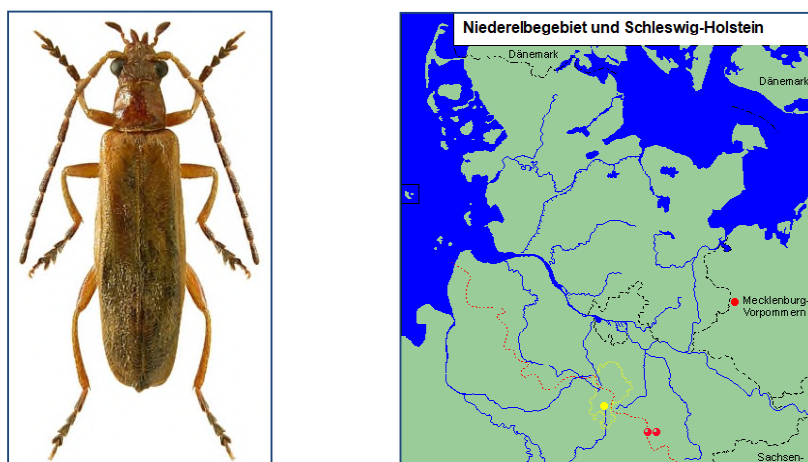 Niederelbegebiet und Schleswig-Holstein
Dänemark
Dänemark
Mecklenburg-
Vorpommern
Sachsen-